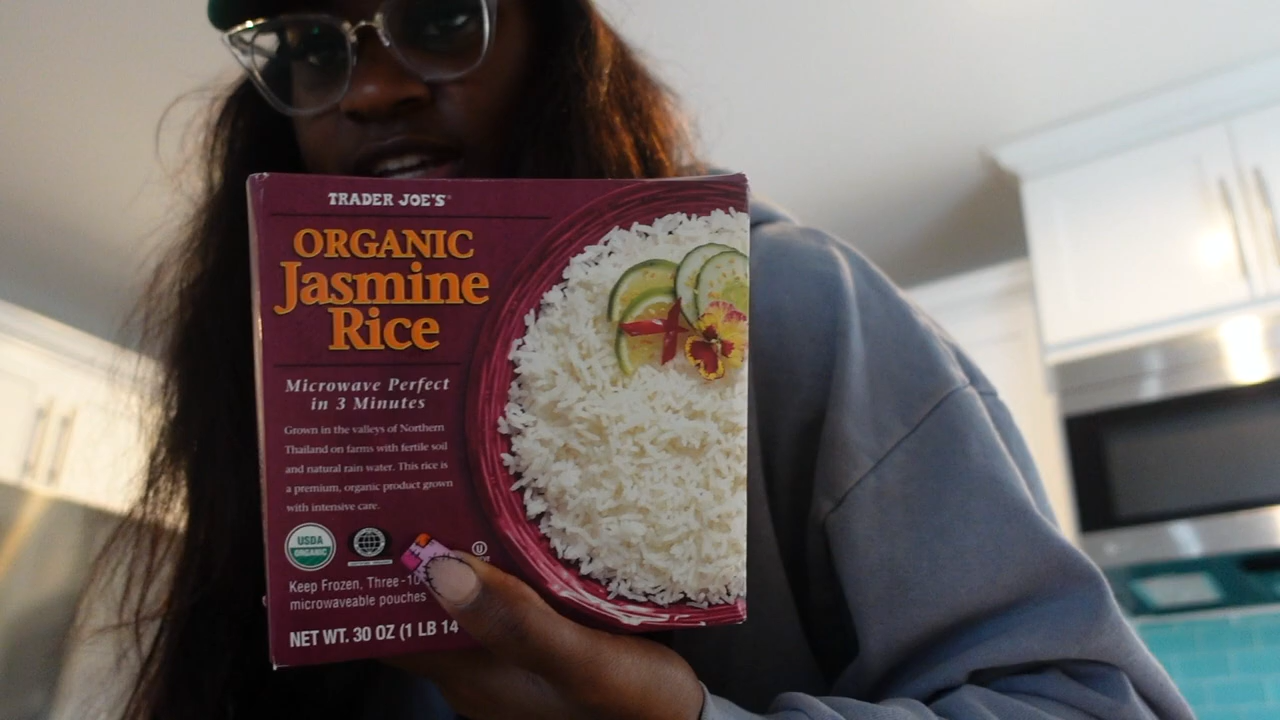 TRADER JOE'S
ORGANIC
Jasmine
Rice
Microwave Perfect
in 3 Minutes
Grown in the valleys of Northern
Thailand on farms with fertile soil
and natural rain water. This rice is
a premium, organic product grown
with intensive care.
USDA
ORGANIC
Keep Frozen, Three-10
microwaveable pouches
NET WT. 30 OZ (1 LB 14